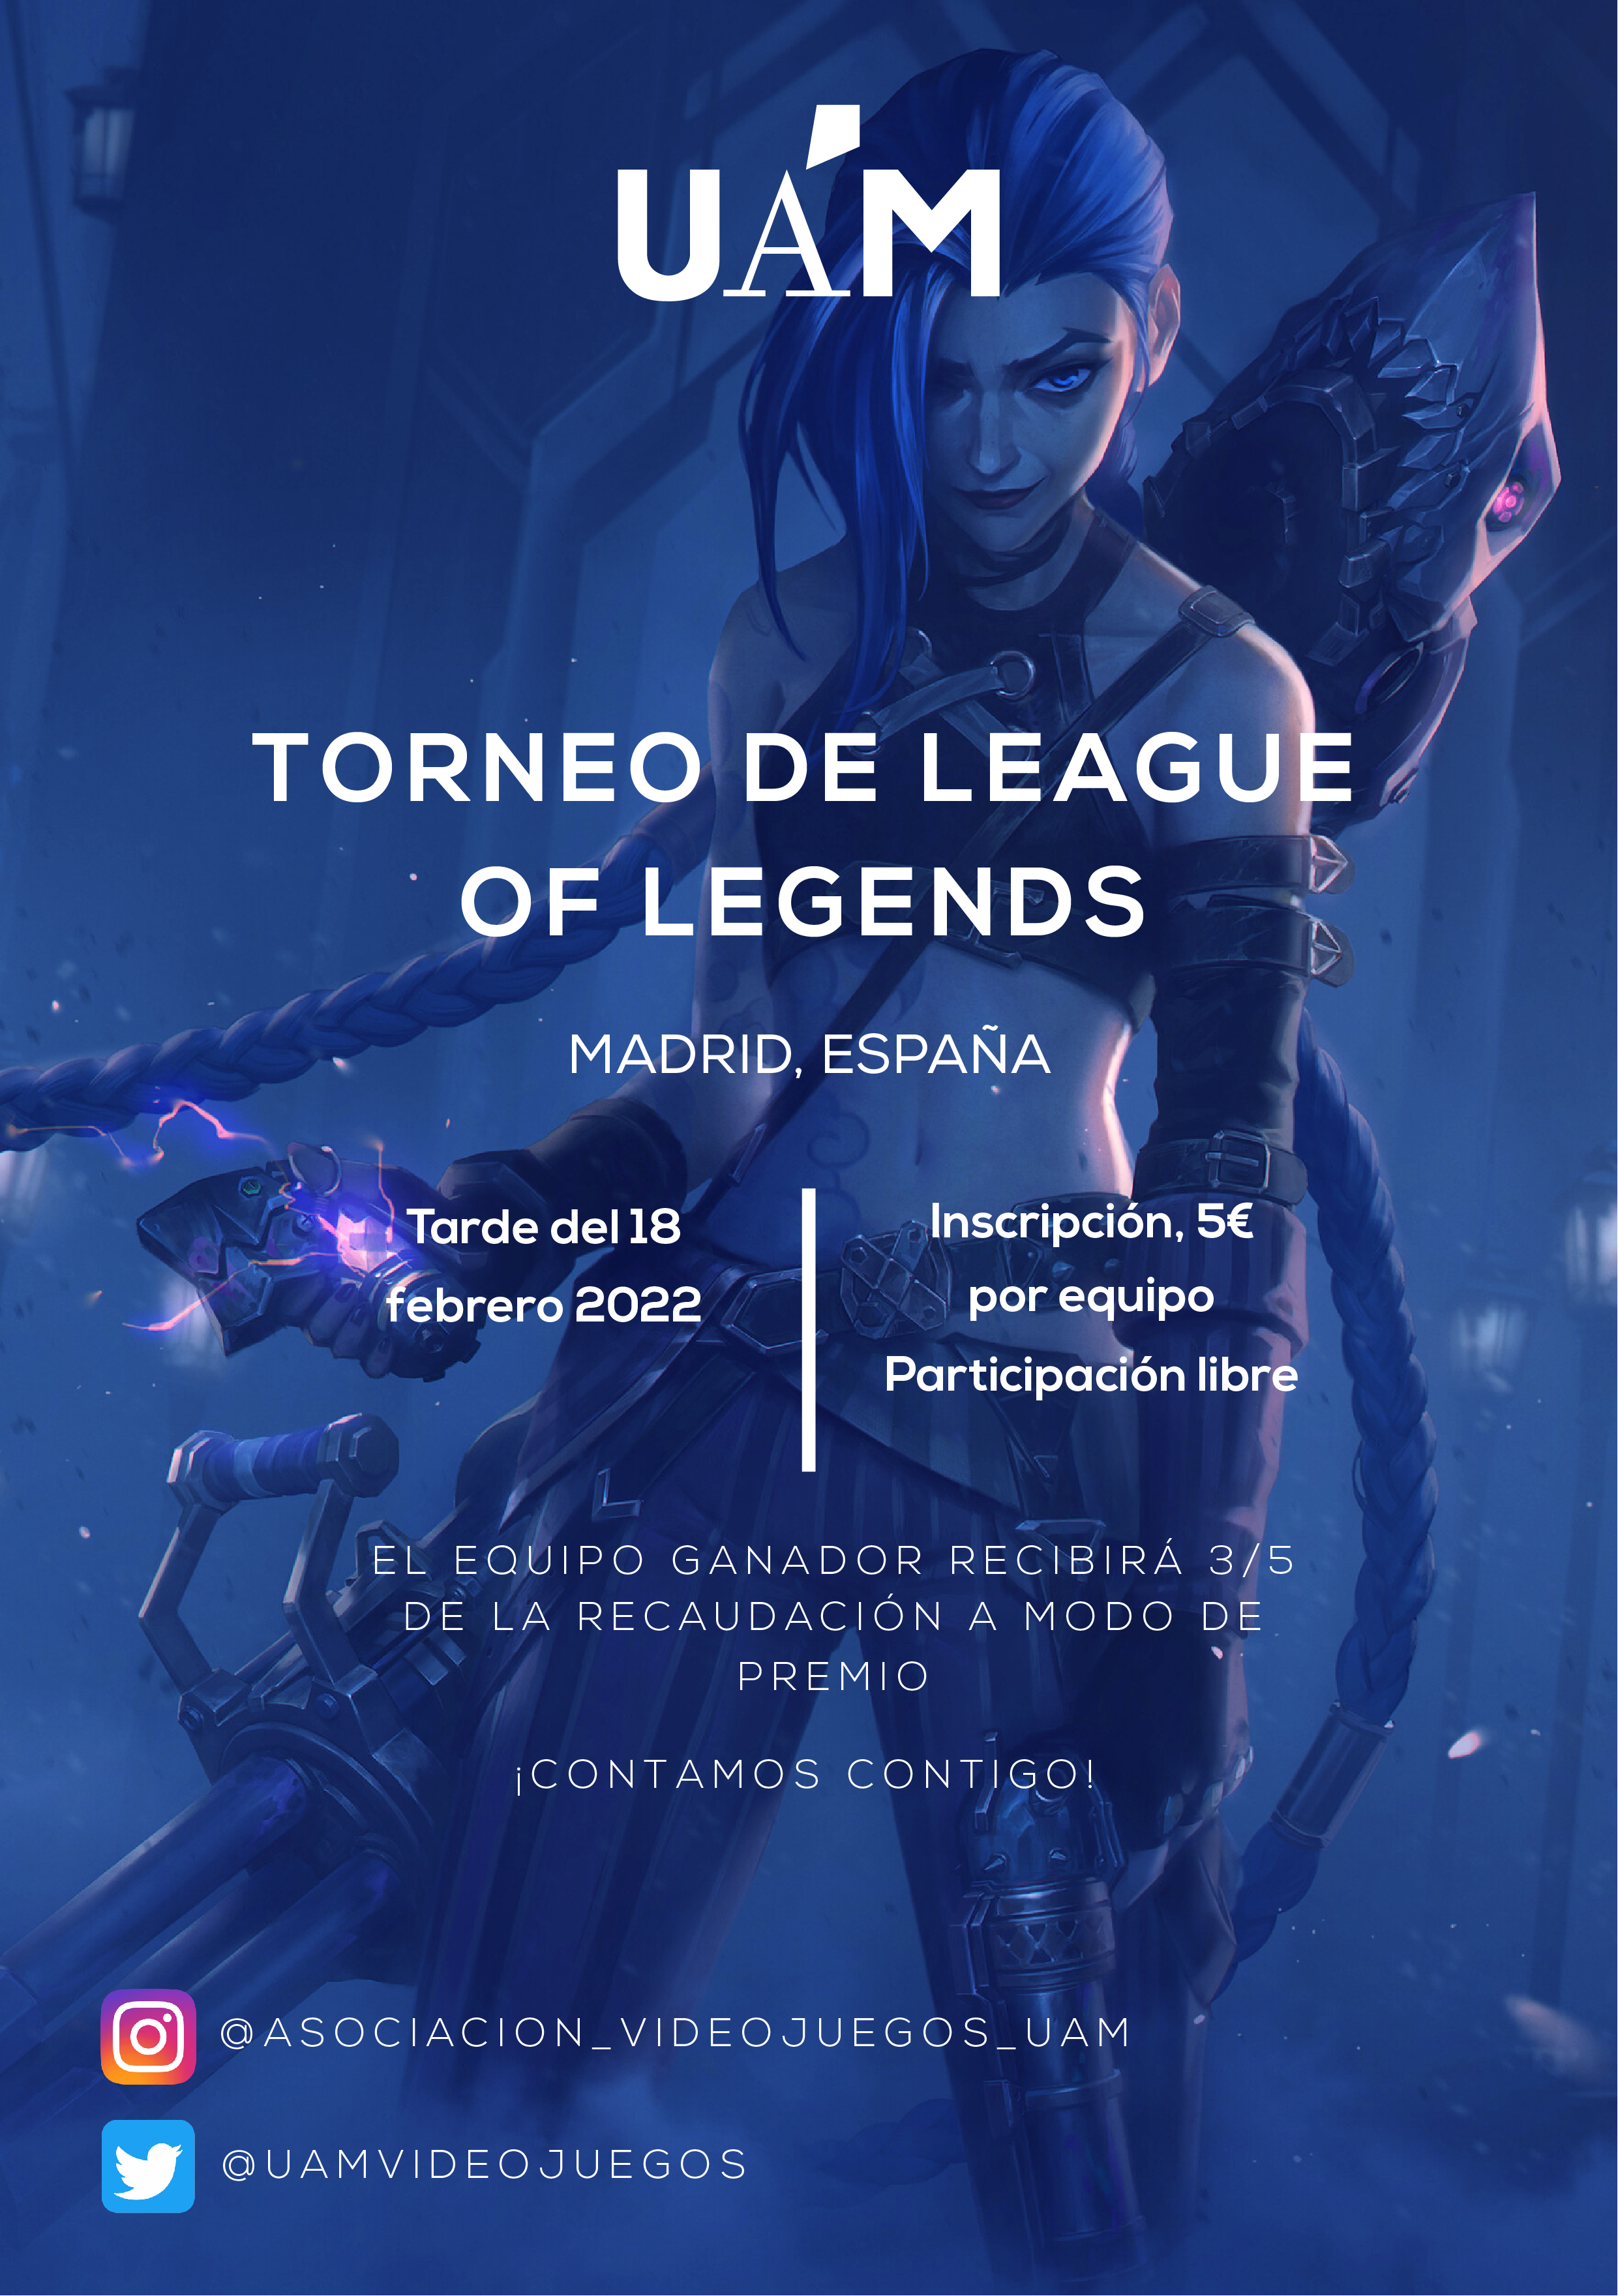 UAM
TORNEO DE LEAGUE
OF LEGENDS
MADRID, ESPAÑA
Tarde del 18
febrero 2022
Inscripción, 5€
por equipo
Participación libre
EL EQUIPO GANADOR RECIBIRÁ 3/5
DE LA RECAUDACIÓN A MODO DE
PREMIO
¡CONTAMOS CONTIGO!
@ASOCIACION_VIDEOJUEGOS_UAM
@UAMVIDEOJUEGOS